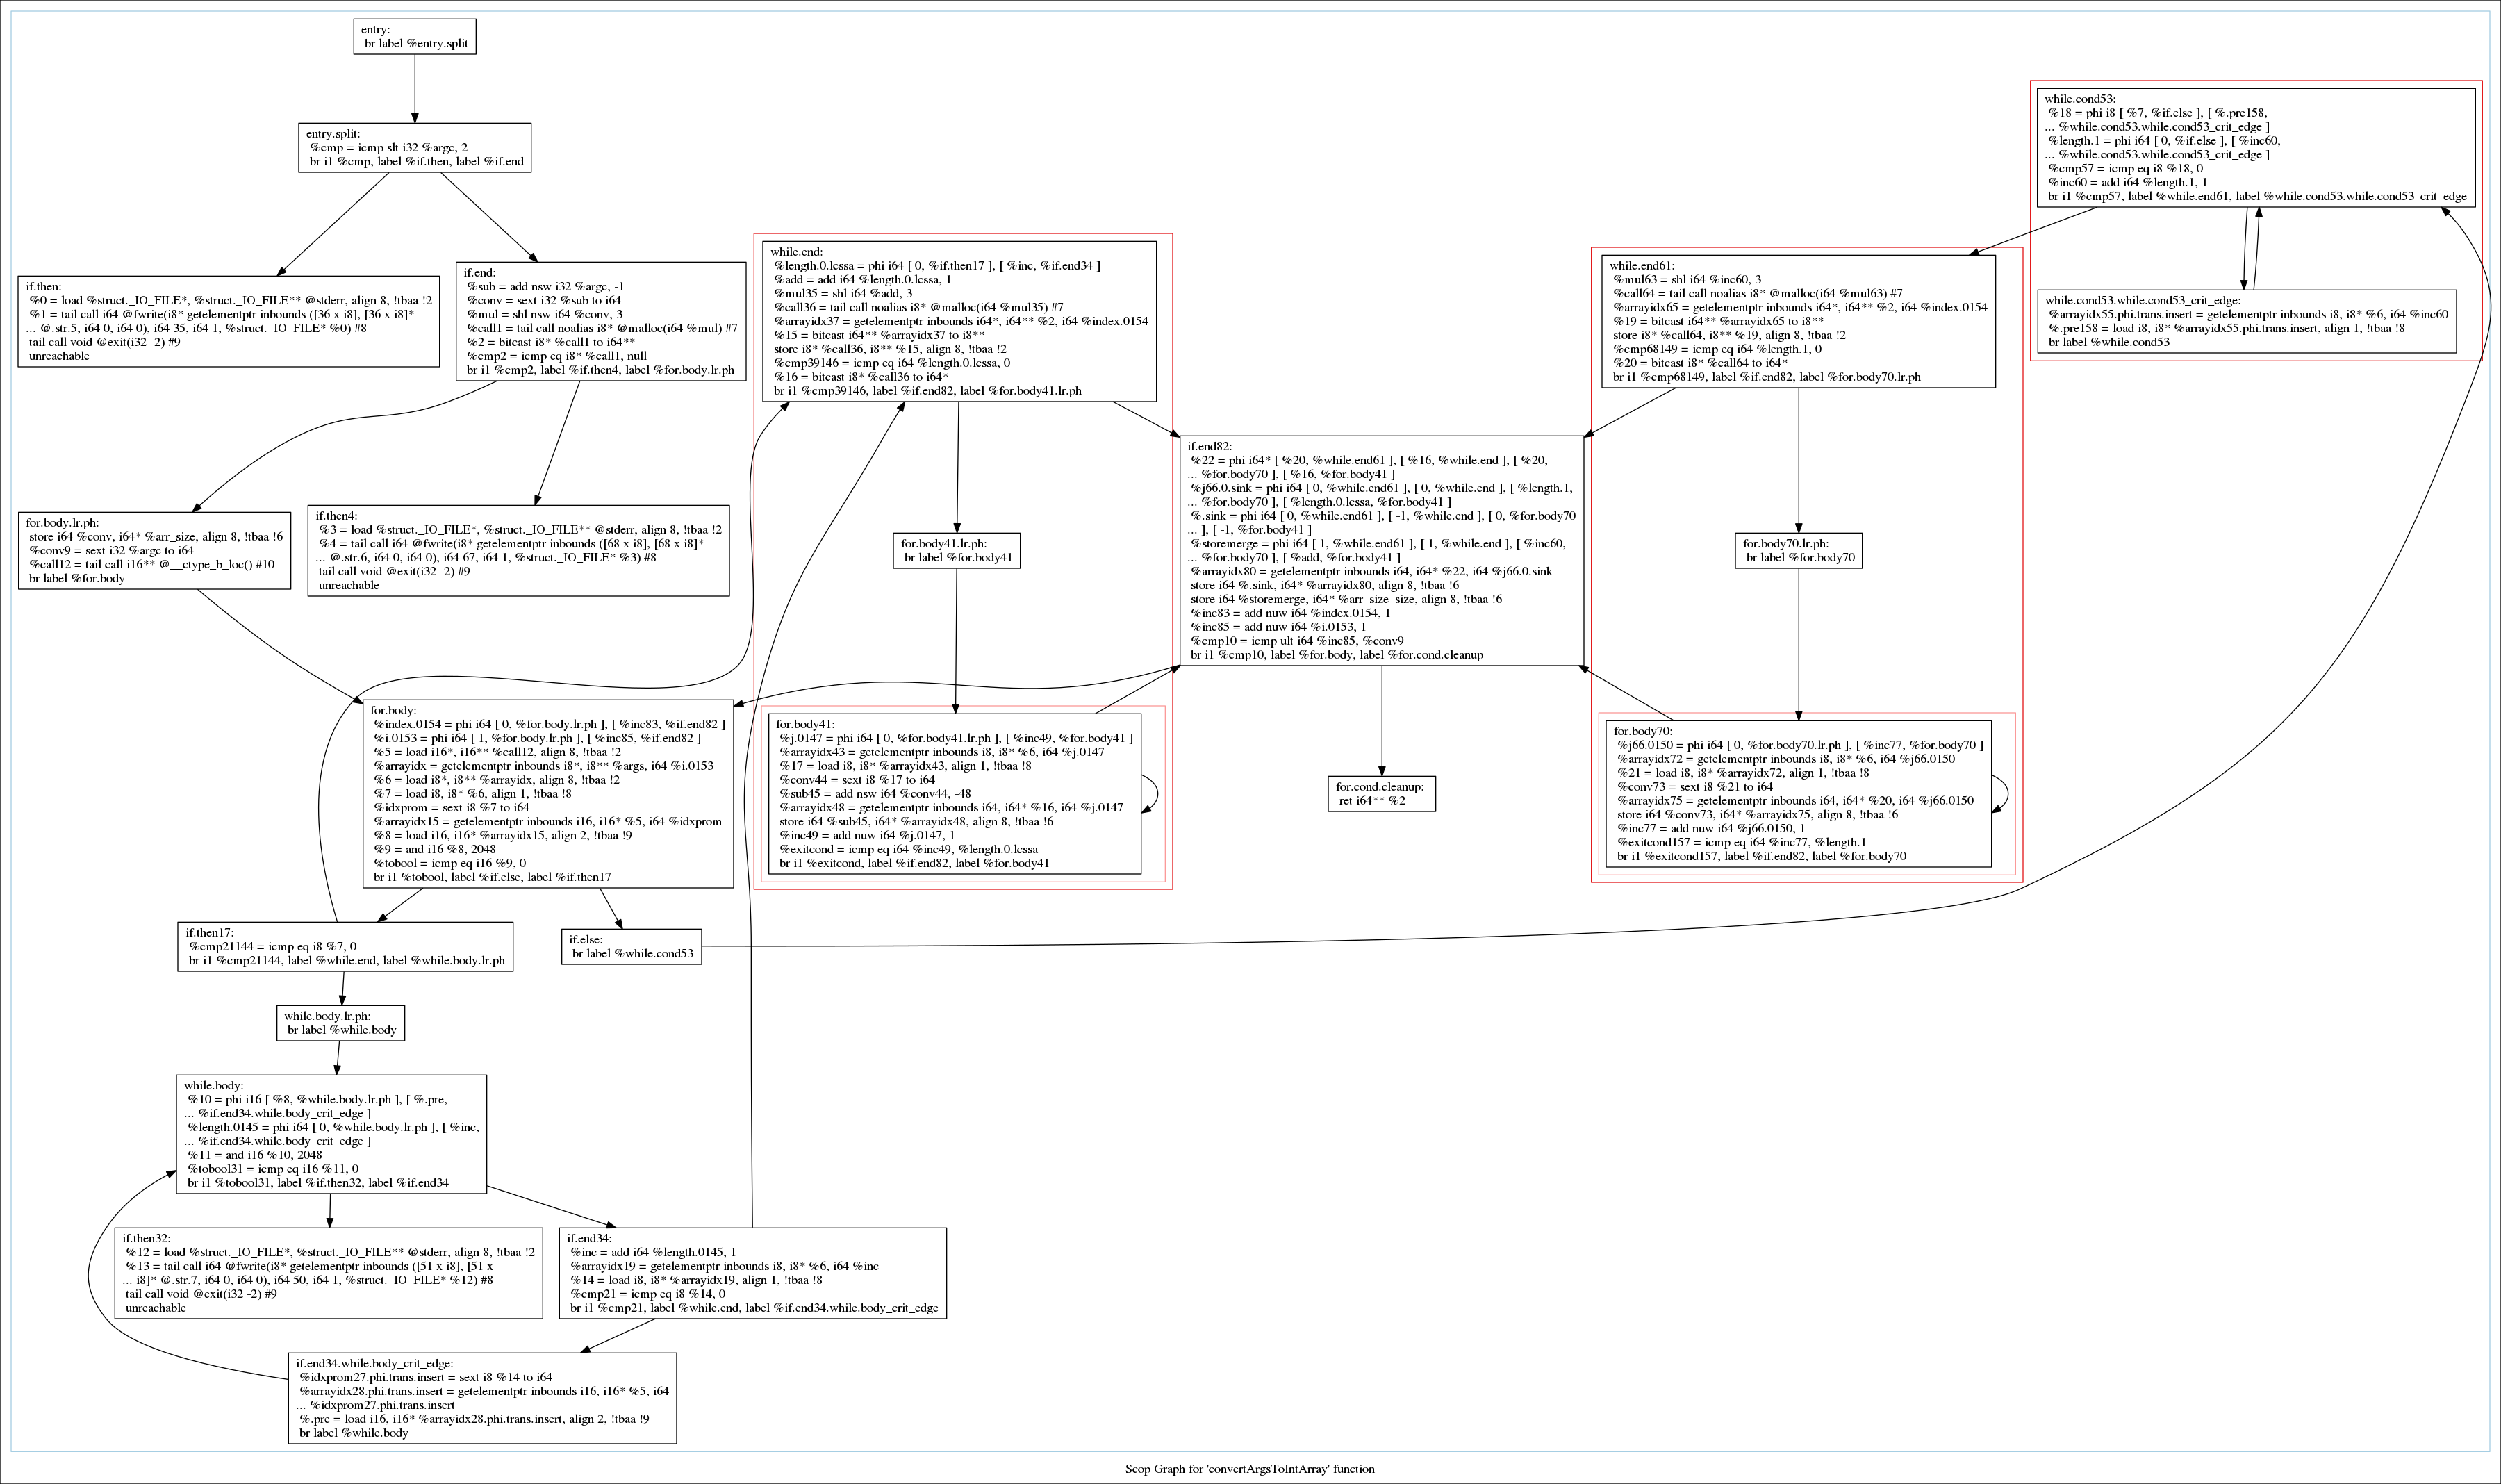 entry:
br label %entry.split
entry.split:
%cmp = icmp slt i32 %argc, 2
br i1 %cmp, label %if.then, label %if.end
if.then:
%0 = load %struct._IO_FILE*, %struct._IO_FILE** @stderr, align 8, !tbaa !2
%1 = tail call i64 @fwrite(i8* getelementptr inbounds ([36 x i8], [36 x i8]*
... @.str.5, i64 0, i64 0), i64 35, i64 1, %struct._IO_FILE* %0) #8
tail call void @exit(i32 -2) #9
unreachable
if.end:
%sub = add nsw i32 %argc, -1
%conv = sext i32 %sub to i64
%mul = shl nsw i64 %conv, 3
%call1 = tail call noalias i8* @malloc(i64 %mul) #7
%2 = bitcast i8* %call1 to i64**
%cmp2 = icmp eq i8* %call1, null
br i1 %cmp2, label %if.then4, label %for.body.lr.ph
for.body.lr.ph:
store i64 %conv, i64* %arr_size, align 8, !tbaa !6
%conv9 = sext i32 %argc to i64
%call12 = tail call i16** @__ctype_b_loc() #10
br label %for.body
if.then4:
%3 = load %struct._IO_FILE*, %struct._IO_FILE** @stderr, align 8, !tbaa !2
%4 = tail call i64 @fwrite(i8* getelementptr inbounds ([68 x i8], [68 x i8]*
... @.str.6, i64 0, i64 0), i64 67, i64 1, %struct._IO_FILE* %3) #8
tail call void @exit(i32 -2) #9
unreachable
for.body:
%index.0154 = phi i64 [ 0, %for.body.lr.ph ], [ %inc83, %if.end82 ]
%i.0153 = phi i64 [ 1, %for.body.lr.ph ], [ %inc85, %if.end82 ]
%5 = load i16*, i16** %call12, align 8, !tbaa !2
%arrayidx = getelementptr inbounds i8*, i8** %args, i64 %i.0153
%6 = load i8*, i8** %arrayidx, align 8, !tbaa !2
%7 = load i8, i8* %6, align 1, !tbaa !8
%idxprom = sext i8 %7 to i64
%arrayidx15 = getelementptr inbounds i16, i16* %5, i64 %idxprom
%8 = load i16, i16* %arrayidx15, align 2, !tbaa !9
%9 = and i16 %8, 2048
%tobool = icmp eq i16 %9, 0
br i1 %tobool, label %if.else, label %if.then17
if.then17:
%cmp21144 = icmp eq i8 %7, 0
br i1 %cmp21144, label %while.end, label %while.body.lr.ph
if.else:
br label %while.cond53
while.body.lr.ph:
br label %while.body
while.body:
%10 = phi i16 [ %8, %while.body.lr.ph ], [ %.pre,
... %if.end34.while.body_crit_edge ]
%length.0145 = phi i64 [ 0, %while.body.lr.ph ], [ %inc,
... %if.end34.while.body_crit_edge ]
%11 = and i16 %10, 2048
%tobool31 = icmp eq i16 %11, 0
br i1 %tobool31, label %if.then32, label %if.end34
if.then32:
%12 = load %struct._IO_FILE*, %struct._IO_FILE** @stderr, align 8, !tbaa !2
%13 = tail call i64 @fwrite(i8* getelementptr inbounds ([51 x i8], [51 x
... i8]* @.str.7, i64 0, i64 0), i64 50, i64 1, %struct._IO_FILE* %12) #8
tail call void @exit(i32 -2) #9
unreachable
if.end34:
%inc = add i64 %length.0145, 1
%arrayidx19 = getelementptr inbounds i8, i8* %6, i64 %inc
%14 = load i8, i8* %arrayidx19, align 1, !tbaa !8
%cmp21 = icmp eq i8 %14, 0
br i1 %cmp21, label %while.end, label %if.end34.while.body_crit_edge
if.end34.while.body_crit_edge:
%idxprom27.phi.trans.insert = sext i8 %14 to i64
%arrayidx28.phi.trans.insert = getelementptr inbounds i16, i16* %5, i64
... %idxprom27.phi.trans.insert
%.pre = load i16, i16* %arrayidx28.phi.trans.insert, align 2, !tbaa !9
br label %while.body
while.end:
%length.0.lcssa = phi i64 [ 0, %if.then17 ], [ %inc, %if.end34 ]
%add = add i64 %length.0.lcssa, 1
%mul35 = shl i64 %add, 3
%call36 = tail call noalias i8* @malloc(i64 %mul35) #7
%arrayidx37 = getelementptr inbounds i64*, i64** %2, i64 %index.0154
%15 = bitcast i64** %arrayidx37 to i8**
store i8* %call36, i8** %15, align 8, !tbaa !2
%cmp39146 = icmp eq i64 %length.0.lcssa, 0
%16 = bitcast i8* %call36 to i64*
br i1 %cmp39146, label %if.end82, label %for.body41.lr.ph
for.body41.lr.ph:
br label %for.body41
for.body41:
%j.0147 = phi i64 [ 0, %for.body41.lr.ph ], [ %inc49, %for.body41 ]
%arrayidx43 = getelementptr inbounds i8, i8* %6, i64 %j.0147
%17 = load i8, i8* %arrayidx43, align 1, !tbaa !8
%conv44 = sext i8 %17 to i64
%sub45 = add nsw i64 %conv44, -48
%arrayidx48 = getelementptr inbounds i64, i64* %16, i64 %j.0147
store i64 %sub45, i64* %arrayidx48, align 8, !tbaa !6
%inc49 = add nuw i64 %j.0147, 1
%exitcond = icmp eq i64 %inc49, %length.0.lcssa
br i1 %exitcond, label %if.end82, label %for.body41
if.end82:
%22 = phi i64* [ %20, %while.end61 ], [ %16, %while.end ], [ %20,
... %for.body70 ], [ %16, %for.body41 ]
%j66.0.sink = phi i64 [ 0, %while.end61 ], [ 0, %while.end ], [ %length.1,
... %for.body70 ], [ %length.0.lcssa, %for.body41 ]
%.sink = phi i64 [ 0, %while.end61 ], [ -1, %while.end ], [ 0, %for.body70
... ], [ -1, %for.body41 ]
%storemerge = phi i64 [ 1, %while.end61 ], [ 1, %while.end ], [ %inc60,
... %for.body70 ], [ %add, %for.body41 ]
%arrayidx80 = getelementptr inbounds i64, i64* %22, i64 %j66.0.sink
store i64 %.sink, i64* %arrayidx80, align 8, !tbaa !6
store i64 %storemerge, i64* %arr_size_size, align 8, !tbaa !6
%inc83 = add nuw i64 %index.0154, 1
%inc85 = add nuw i64 %i.0153, 1
%cmp10 = icmp ult i64 %inc85, %conv9
br i1 %cmp10, label %for.body, label %for.cond.cleanup
for.cond.cleanup:
ret i64** %2
while.end61:
%mul63 = shl i64 %inc60, 3
%call64 = tail call noalias i8* @malloc(i64 %mul63) #7
%arrayidx65 = getelementptr inbounds i64*, i64** %2, i64 %index.0154
%19 = bitcast i64** %arrayidx65 to i8**
store i8* %call64, i8** %19, align 8, !tbaa !2
%cmp68149 = icmp eq i64 %length.1, 0
%20 = bitcast i8* %call64 to i64*
br i1 %cmp68149, label %if.end82, label %for.body70.lr.ph
for.body70.lr.ph:
br label %for.body70
for.body70:
%j66.0150 = phi i64 [ 0, %for.body70.lr.ph ], [ %inc77, %for.body70 ]
%arrayidx72 = getelementptr inbounds i8, i8* %6, i64 %j66.0150
%21 = load i8, i8* %arrayidx72, align 1, !tbaa !8
%conv73 = sext i8 %21 to i64
%arrayidx75 = getelementptr inbounds i64, i64* %20, i64 %j66.0150
store i64 %conv73, i64* %arrayidx75, align 8, !tbaa !6
%inc77 = add nuw i64 %j66.0150, 1
%exitcond157 = icmp eq i64 %inc77, %length.1
br i1 %exitcond157, label %if.end82, label %for.body70
while.cond53:
%18 = phi i8 [ %7, %if.else ], [ %.pre158,
... %while.cond53.while.cond53_crit_edge ]
%length.1 = phi i64 [ 0, %if.else ], [ %inc60,
... %while.cond53.while.cond53_crit_edge ]
%cmp57 = icmp eq i8 %18, 0
%inc60 = add i64 %length.1, 1
br i1 %cmp57, label %while.end61, label %while.cond53.while.cond53_crit_edge
while.cond53.while.cond53_crit_edge:
%arrayidx55.phi.trans.insert = getelementptr inbounds i8, i8* %6, i64 %inc60
%.pre158 = load i8, i8* %arrayidx55.phi.trans.insert, align 1, !tbaa !8
br label %while.cond53
Scop Graph for 'convertArgsToIntArray' function